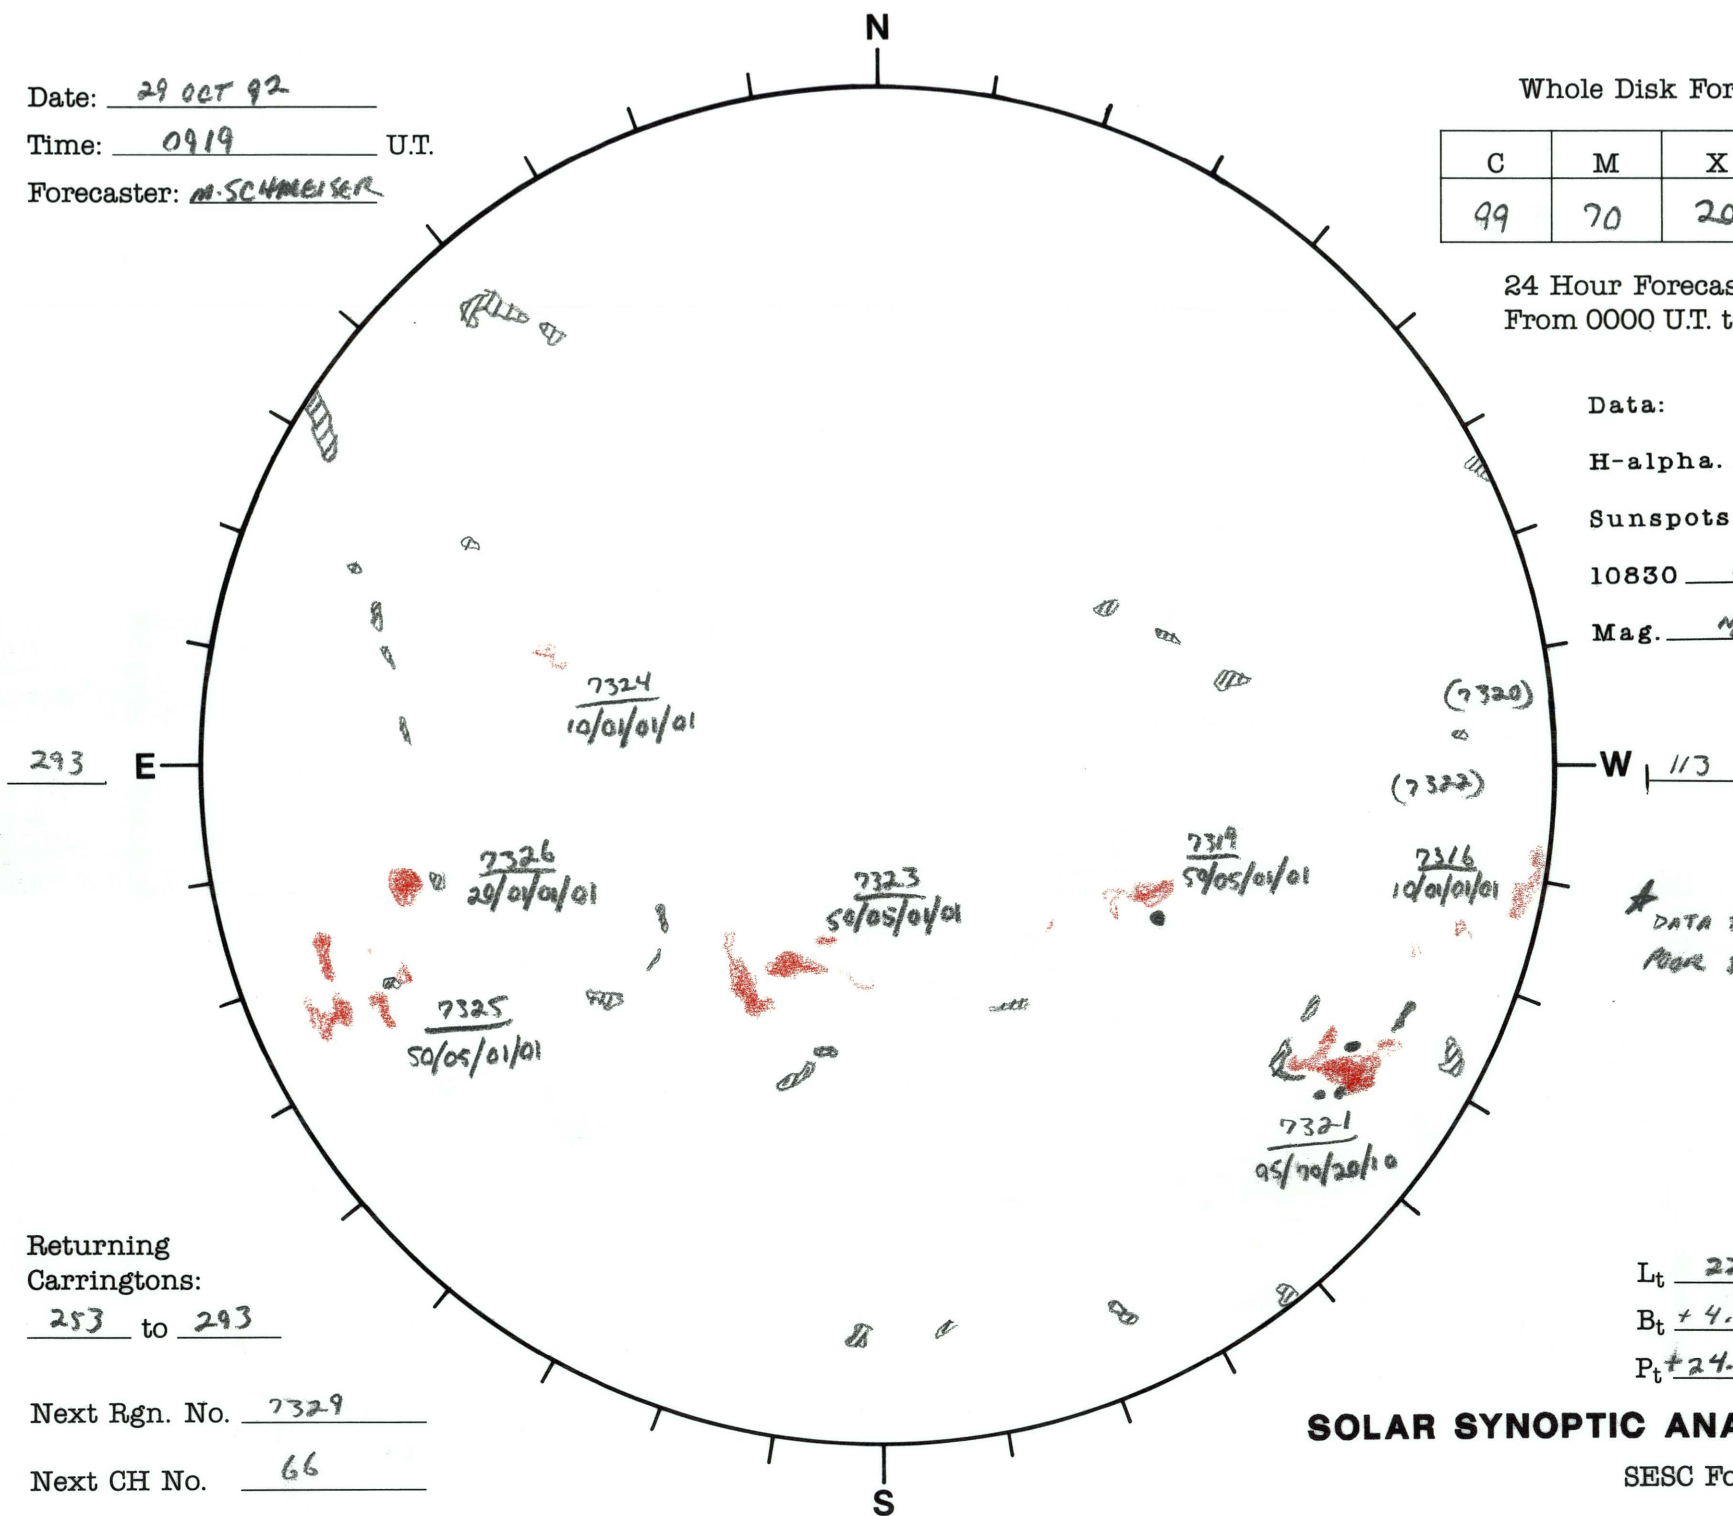 N
Date: 29 OCT 92
Time: 0919 U.T.
Forecaster: M. SCHMEISER
Whole Disk For
C M X
99 70 20
24 Hour Forecas
From 0000 U.T. t
Data:
H-alpha.
Sunspots
10830
Mag.
7324
10/01/01/01
(7320)
293 E
W 113
(7322)
7326
20/01/01/01
7323
50/05/01/01
7319
50/05/01/01
7316
10/01/01/01
DATA
POOR
7325
50/05/01/01
7321
95/70/20/10
Returning
Carringtons:
253 to 293
Next Rgn. No. 7329
Next CH No. 66
Lt 22
Bt +4.
Pt +24.
SOLAR SYNOPTIC ANA
SESC Fo
S